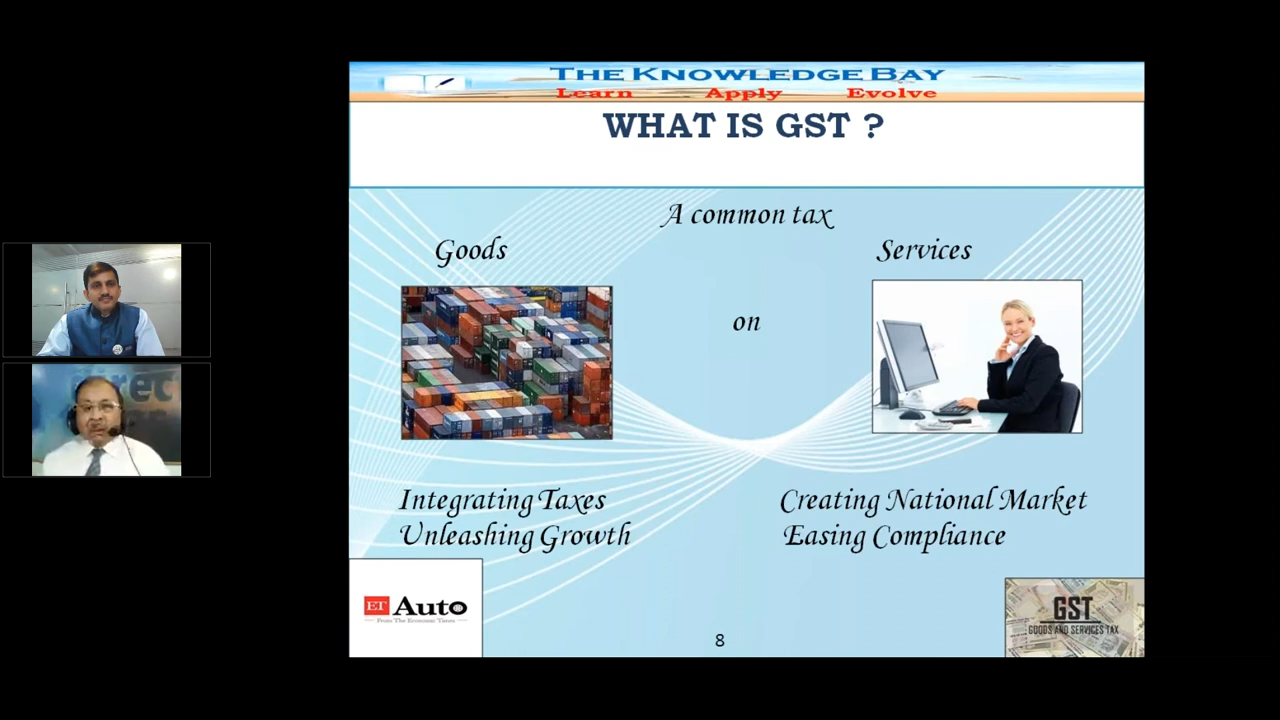 THE KNOWLEDGE BAY
Learn Apply Evolve
WHAT IS GST ?
A common tax
Goods
Services
on
Integrating Taxes
Unleashing Growth
Creating National Market
Easing Compliance
ET Auto
From The Economic Times
GST
GOODS AND SERVICES TAX
8